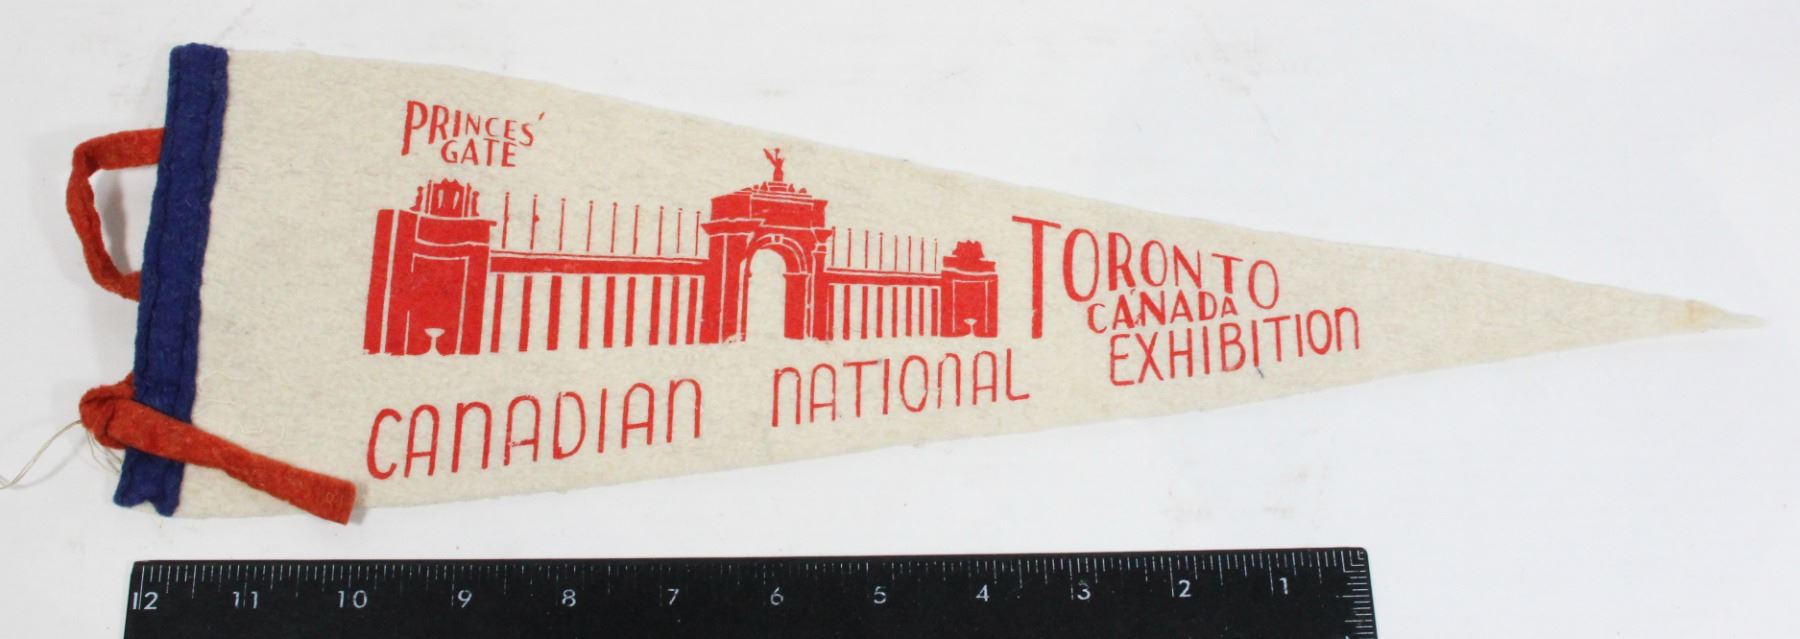 PRINCES'
GATE
TORONTO
CANADA
CANADIAN NATIONAL EXHIBITION
12 11 10 9 8 7 6 5 4 3 2 1